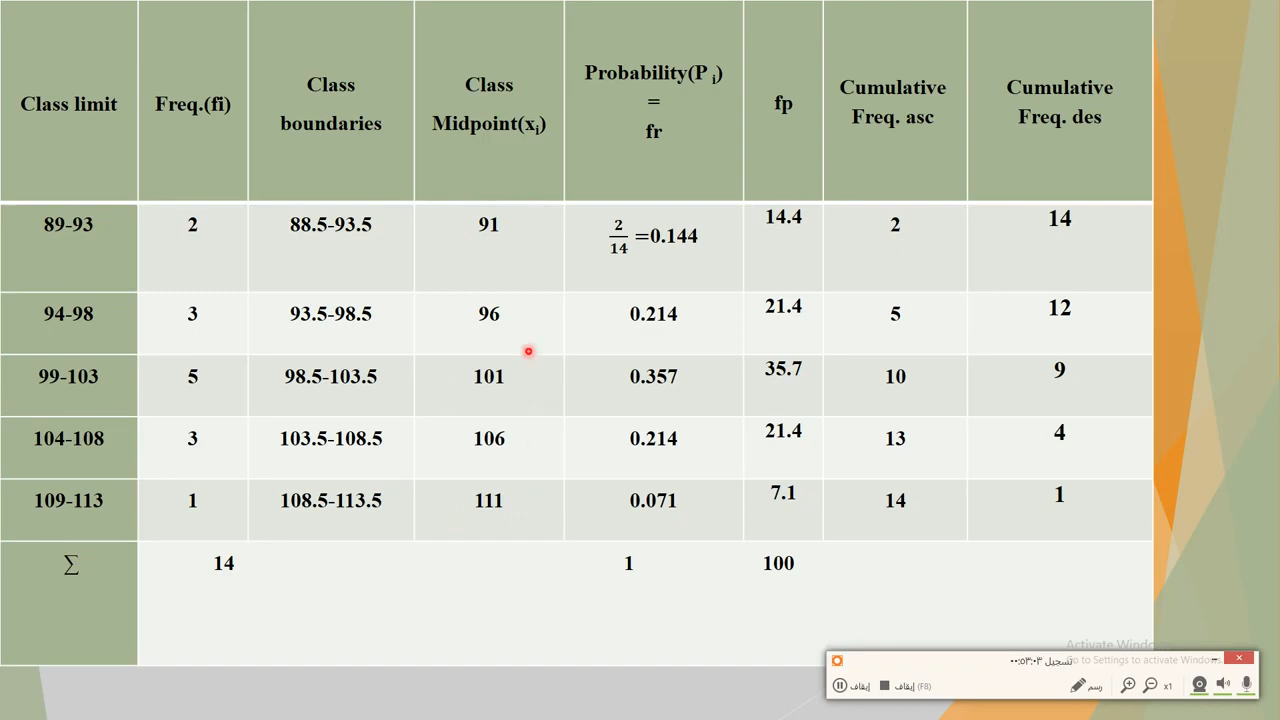 Class limit
Freq.(fi)
Class
boundaries
Class
Midpoint(xᵢ)
Probability(P ᵢ)
=
fr
fp
Cumulative
Freq. asc
Cumulative
Freq. des
89-93 2 88.5-93.5 91 2/14 =0.144 14.4 2 14
94-98 3 93.5-98.5 96 0.214 21.4 5 12
99-103 5 98.5-103.5 101 0.357 35.7 10 9
104-108 3 103.5-108.5 106 0.214 21.4 13 4
109-113 1 108.5-113.5 111 0.071 7.1 14 1
∑ 14 1 100
Activate Windows
Go to Settings to activate Windows.
تسجيل ٠٠:٥٣:٠٣
إيقاف
إيقاف (F8)
رسم
x1